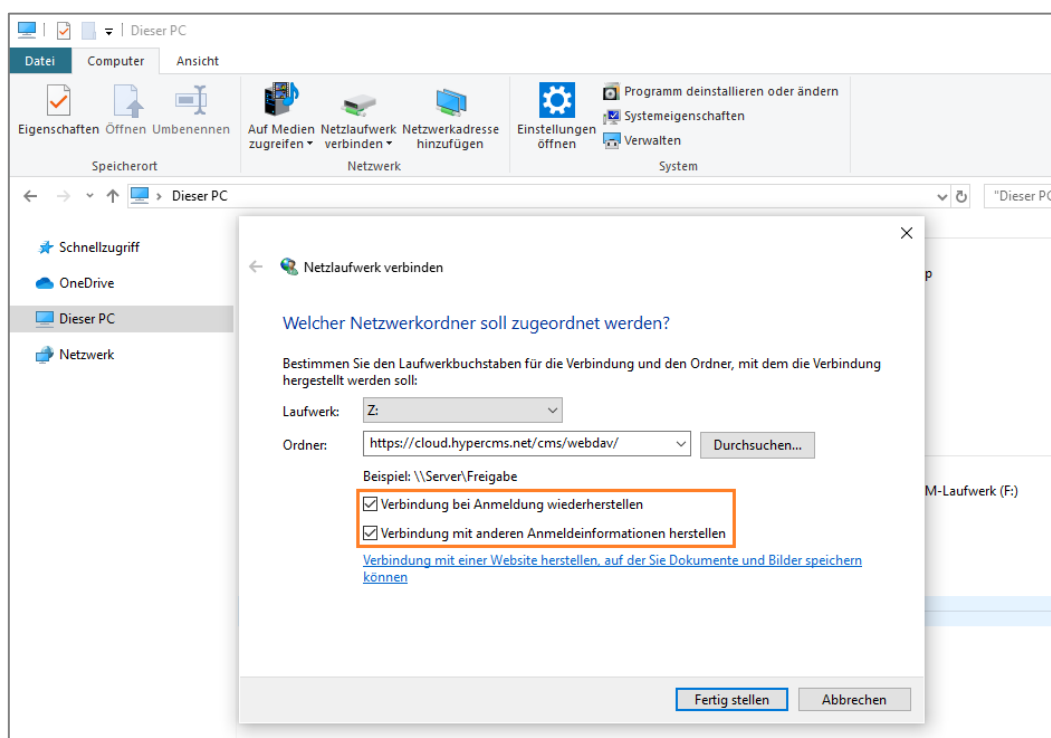 Dieser PC
Datei Computer Ansicht
Eigenschaften Öffnen Umbenennen
Speicherort
Auf Medien Netzlaufwerk Netzwerkadresse
zugreifen verbinden hinzufügen
Netzwerk
Einstellungen
öffnen
Programm deinstallieren oder ändern
Systemeigenschaften
Verwalten
System
Dieser PC
"Dieser PC
Schnellzugriff
OneDrive
Dieser PC
Netzwerk
Netzlaufwerk verbinden
Welcher Netzwerkordner soll zugeordnet werden?
Bestimmen Sie den Laufwerkbuchstaben für die Verbindung und den Ordner, mit dem die Verbindung
hergestellt werden soll:
Laufwerk: Z:
Ordner: https://cloud.hypercms.net/cms/webdav/ Durchsuchen...
Beispiel: \\Server\Freigabe
Verbindung bei Anmeldung wiederherstellen
Verbindung mit anderen Anmeldeinformationen herstellen
Verbindung mit einer Website herstellen, auf der Sie Dokumente und Bilder speichern
können
Fertig stellen Abbrechen
p
M-Laufwerk (F:)